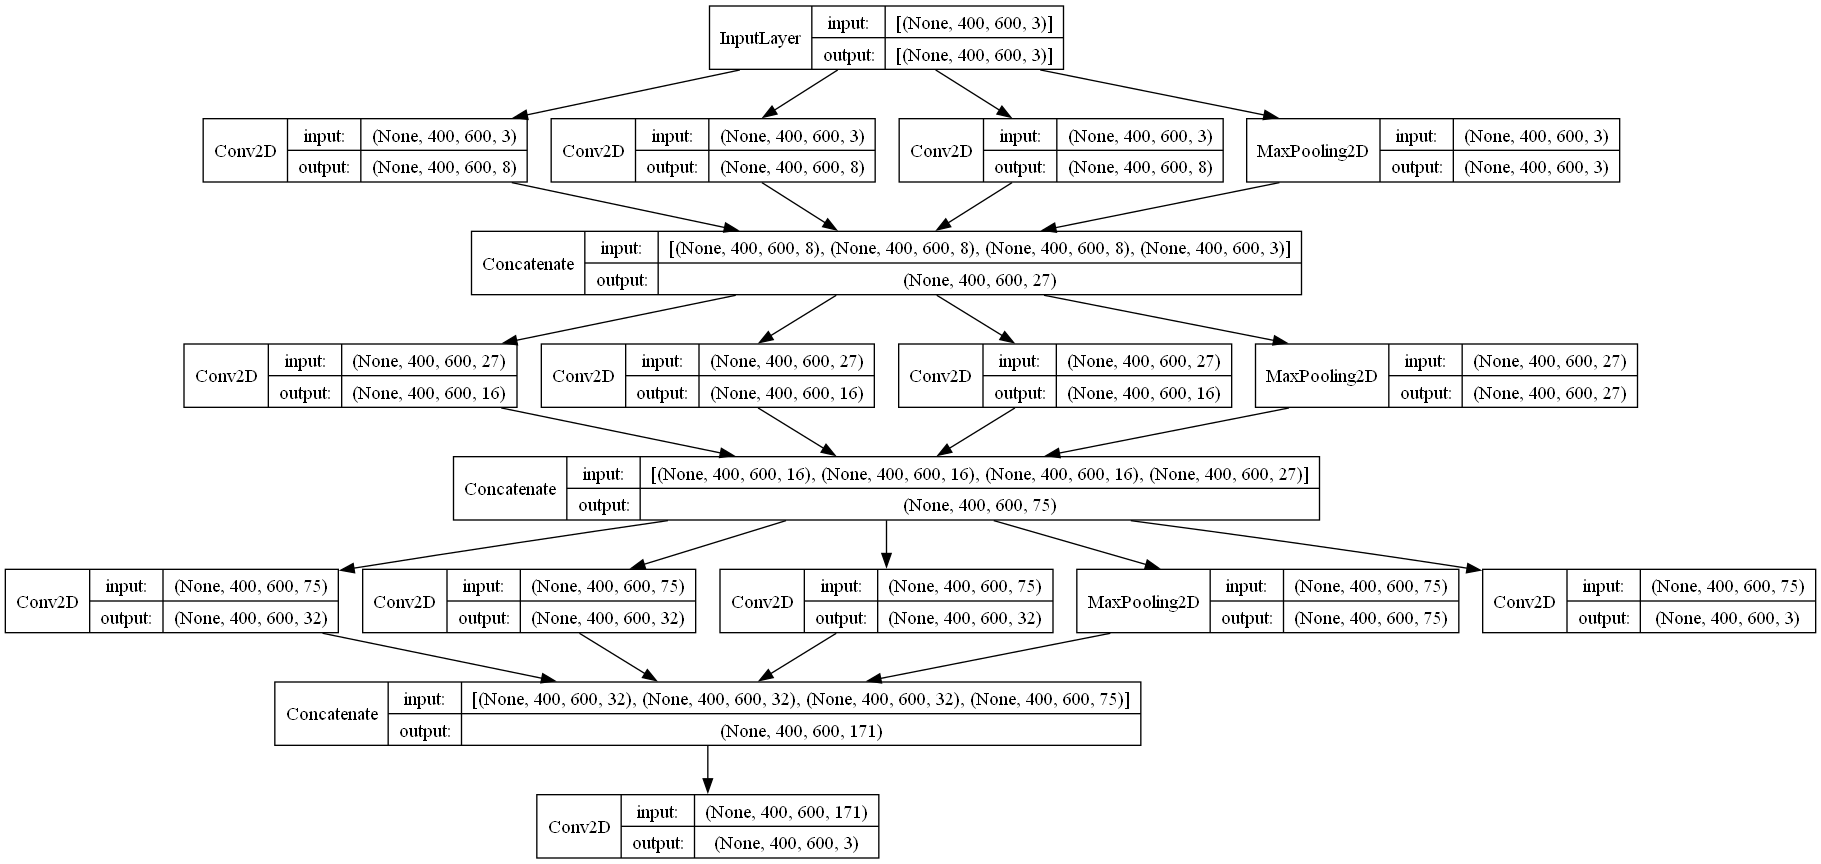 InputLayer input: [(None, 400, 600, 3)]
output: [(None, 400, 600, 3)]
Conv2D input: (None, 400, 600, 3)
output: (None, 400, 600, 8)
Conv2D input: (None, 400, 600, 3)
output: (None, 400, 600, 8)
Conv2D input: (None, 400, 600, 3)
output: (None, 400, 600, 8)
MaxPooling2D input: (None, 400, 600, 3)
output: (None, 400, 600, 3)
Concatenate input: [(None, 400, 600, 8), (None, 400, 600, 8), (None, 400, 600, 8), (None, 400, 600, 3)]
output: (None, 400, 600, 27)
Conv2D input: (None, 400, 600, 27)
output: (None, 400, 600, 16)
Conv2D input: (None, 400, 600, 27)
output: (None, 400, 600, 16)
Conv2D input: (None, 400, 600, 27)
output: (None, 400, 600, 16)
MaxPooling2D input: (None, 400, 600, 27)
output: (None, 400, 600, 27)
Concatenate input: [(None, 400, 600, 16), (None, 400, 600, 16), (None, 400, 600, 16), (None, 400, 600, 27)]
output: (None, 400, 600, 75)
Conv2D input: (None, 400, 600, 75)
output: (None, 400, 600, 32)
Conv2D input: (None, 400, 600, 75)
output: (None, 400, 600, 32)
Conv2D input: (None, 400, 600, 75)
output: (None, 400, 600, 32)
MaxPooling2D input: (None, 400, 600, 75)
output: (None, 400, 600, 75)
Conv2D input: (None, 400, 600, 75)
output: (None, 400, 600, 3)
Concatenate input: [(None, 400, 600, 32), (None, 400, 600, 32), (None, 400, 600, 32), (None, 400, 600, 75)]
output: (None, 400, 600, 171)
Conv2D input: (None, 400, 600, 171)
output: (None, 400, 600, 3)